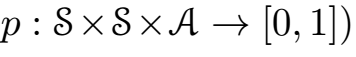 p : 𝒮×𝒮×𝒜 → [0, 1])